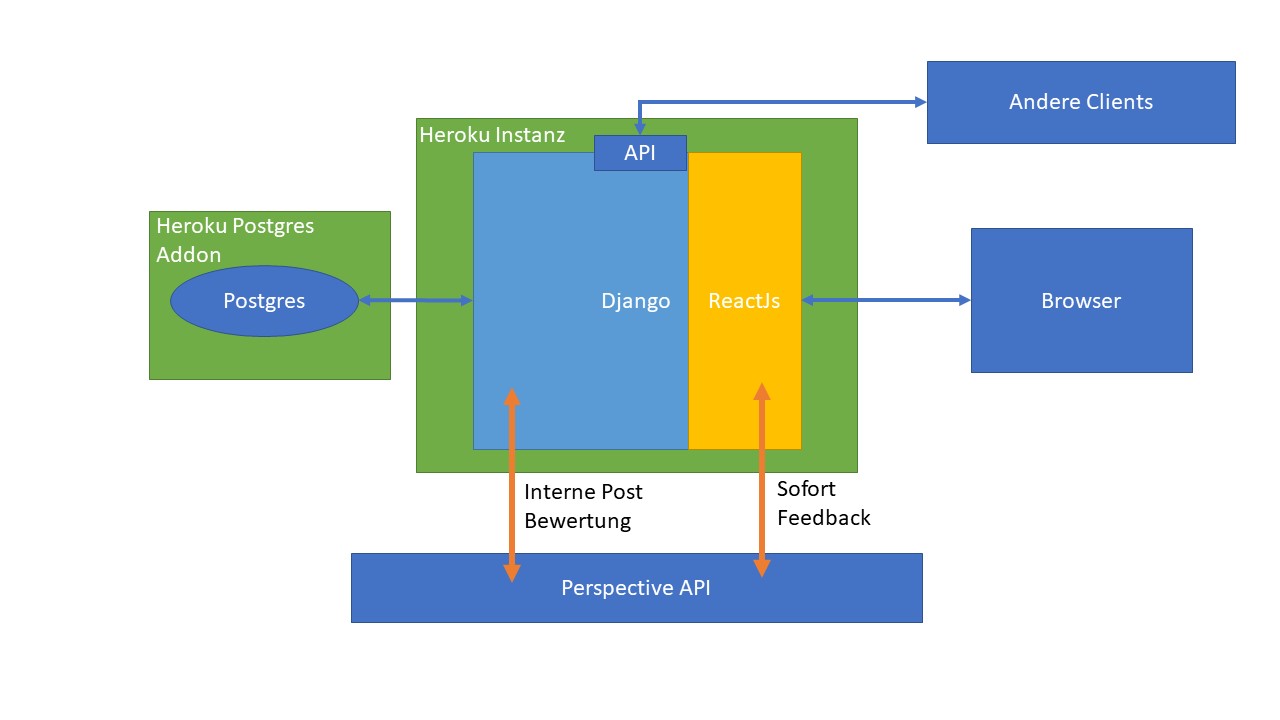 Andere Clients
Heroku Instanz
API
Heroku Postgres
Addon
Postgres
Django
ReactJs
Browser
Interne Post
Bewertung
Sofort
Feedback
Perspective API